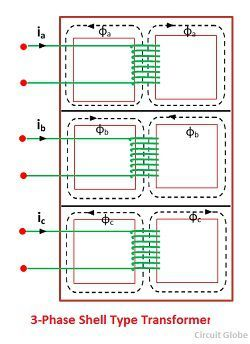 ϕa ϕa
ia
ϕb ϕb
ib
ϕc ϕc
ic
3-Phase Shell Type Transformer
Circuit Globe